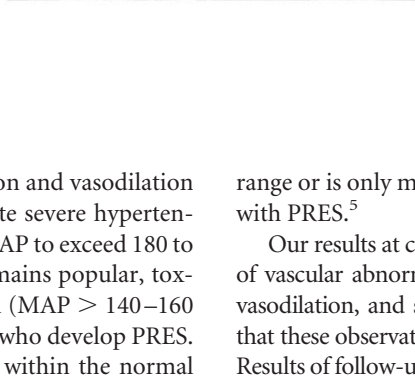 on and vasodilation
te severe hyperten-
AP to exceed 180 to
mains popular, tox-
(MAP > 140–160
who develop PRES.
within the normal
range or is only m
with PRES.5
Our results at c
of vascular abnorm
vasodilation, and s
that these observat
Results of follow-u